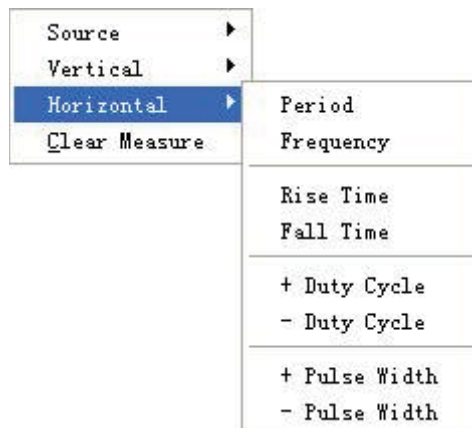 Source
Vertical
Horizontal
Clear Measure
Period
Frequency
Rise Time
Fall Time
+ Duty Cycle
- Duty Cycle
+ Pulse Width
- Pulse Width